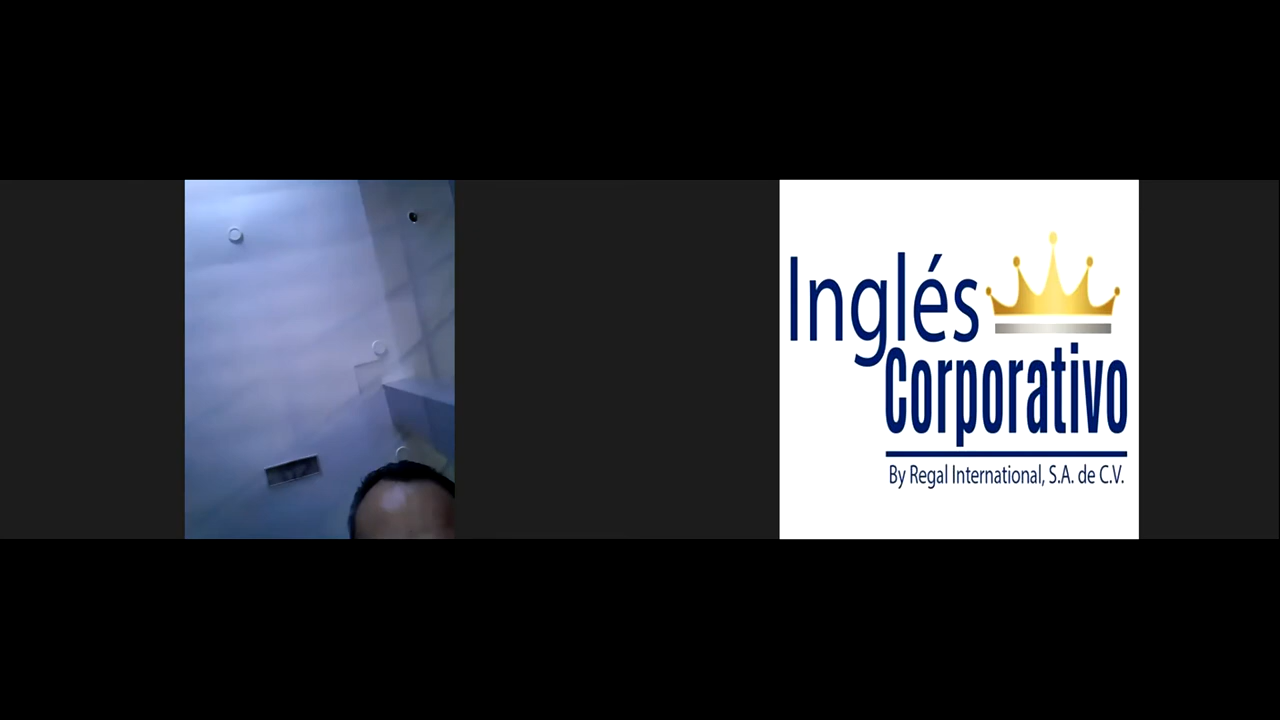 Inglés
Corporativo
By Regal International, S.A. de C.V.